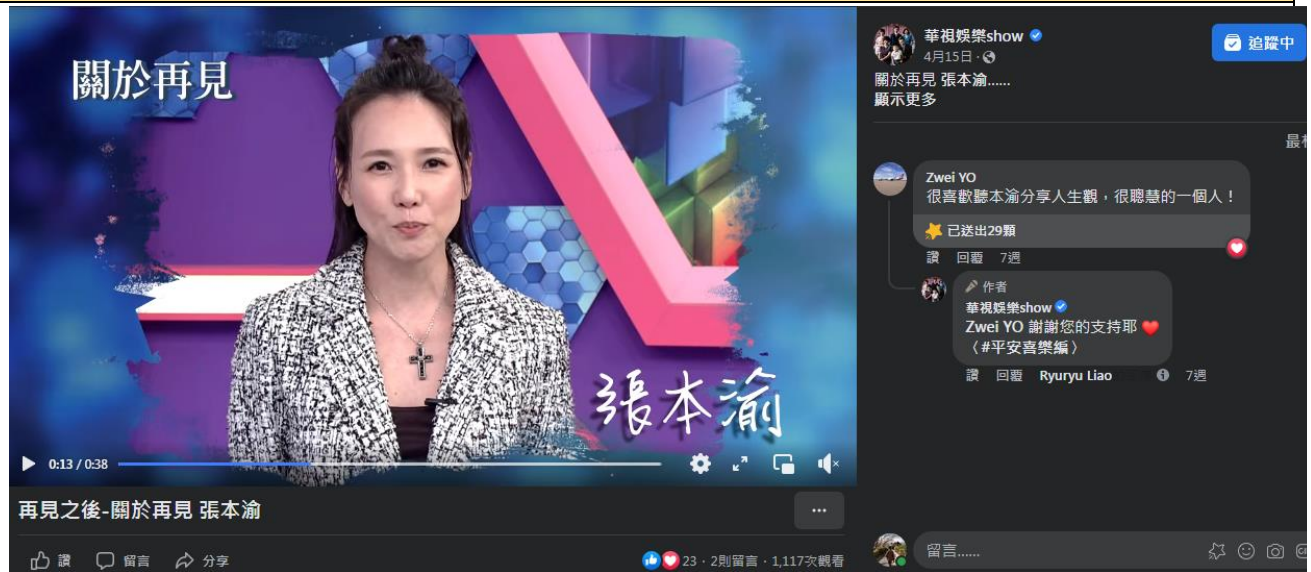 關於再見
張本渝
0:13 / 0:38
再見之後-關於再見 張本渝
讚 留言 分享
23 · 2則留言 · 1,117次觀看
華視娛樂show
追蹤中
4月15日
關於再見 張本渝......
顯示更多
Zwei YO
很喜歡聽本渝分享人生觀，很聰慧的一個人！
已送出29顆
讚 回覆 7週
作者
華視娛樂show
Zwei YO 謝謝您的支持耶
〈#平安喜樂編〉
讚 回覆 Ryuryu Liao 7週
留言......